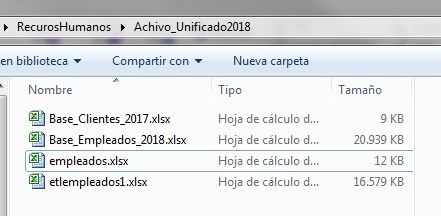 RecurosHumanos ▸ Achivo_Unificado2018
en biblioteca Compartir con Nueva carpeta
Nombre Tipo Tamaño
Base_Clientes_2017.xlsx Hoja de cálculo d... 9 KB
Base_Empleados_2018.xlsx Hoja de cálculo d... 20.939 KB
empleados.xlsx Hoja de cálculo d... 12 KB
etlempleados1.xlsx Hoja de cálculo d... 16.579 KB